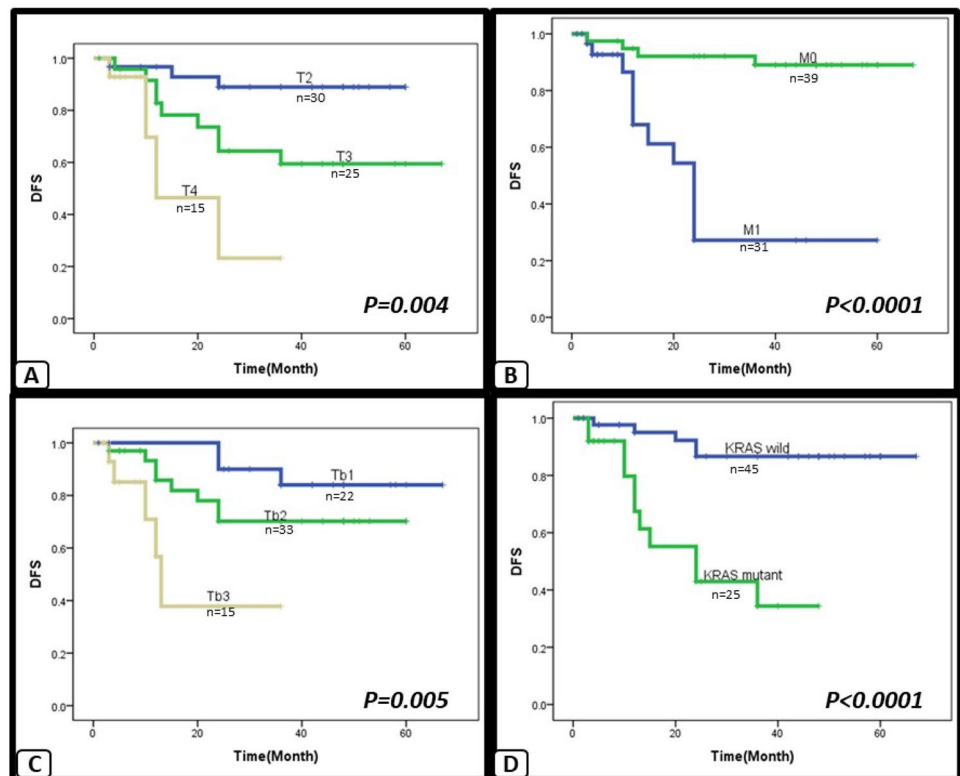 1.0
0.8
0.6
0.4
0.2
0.0
DFS
T2
n=30
T3
n=25
T4
n=15
P=0.004
0 20 40 60
Time(Month)
A
1.0
0.8
0.6
0.4
0.2
0.0
DFS
M0
n=39
M1
n=31
P<0.0001
0 20 40 60
Time(Month)
B
1.0
0.8
0.6
0.4
0.2
0.0
DFS
Tb1
n=22
Tb2
n=33
Tb3
n=15
P=0.005
0 20 40 60
Time(Month)
C
1.0
0.8
0.6
0.4
0.2
0.0
DFS
KRAS wild
n=45
KRAS mutant
n=25
P<0.0001
0 20 40 60
Time(Month)
D